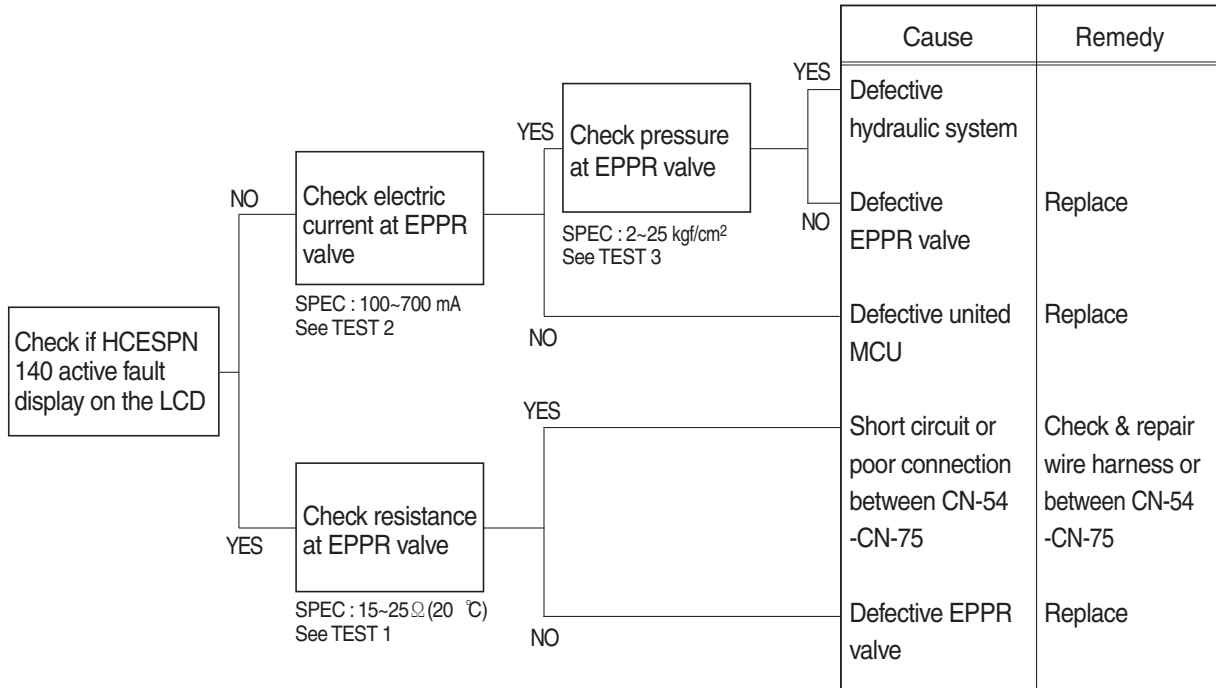 Cause
Remedy
YES
Defective
hydraulic system
YES
Check pressure
at EPPR valve
NO
Check electric
current at EPPR
valve
NO
Defective
EPPR valve
Replace
SPEC : 2~25 kgf/cm²
See TEST 3
SPEC : 100~700 mA
See TEST 2
NO
Defective united
MCU
Replace
Check if HCESPN
140 active fault
display on the LCD
YES
Short circuit or
poor connection
between CN-54
-CN-75
Check & repair
wire harness or
between CN-54
-CN-75
YES
Check resistance
at EPPR valve
SPEC : 15~25Ω(20 ℃)
See TEST 1
NO
Defective EPPR
valve
Replace